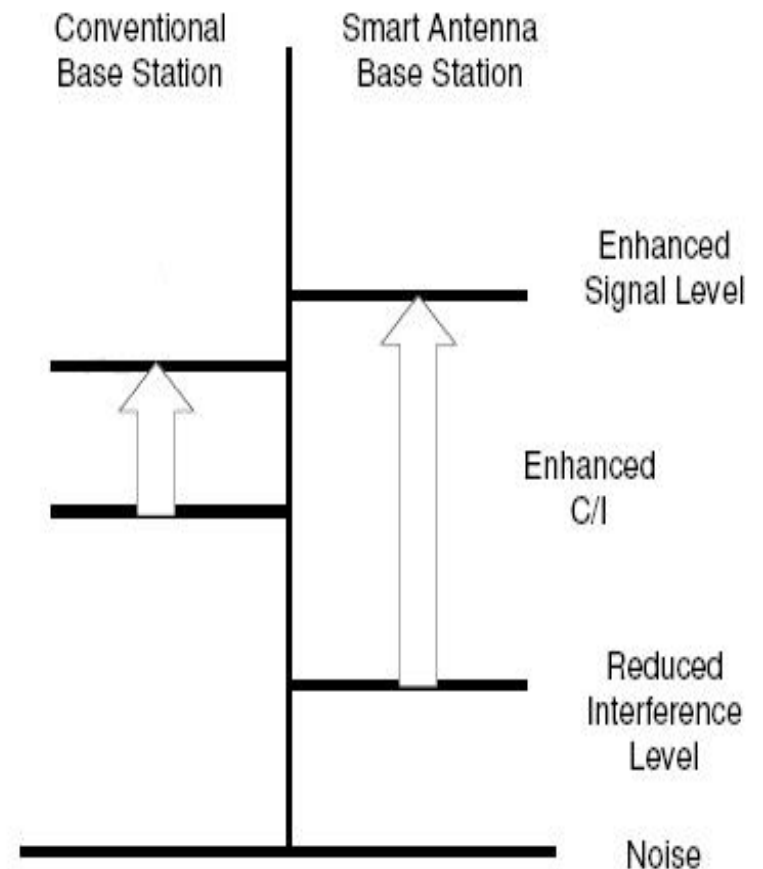 Conventional
Base Station
Smart Antenna
Base Station
Enhanced
Signal Level
Enhanced
C/I
Reduced
Interference
Level
Noise